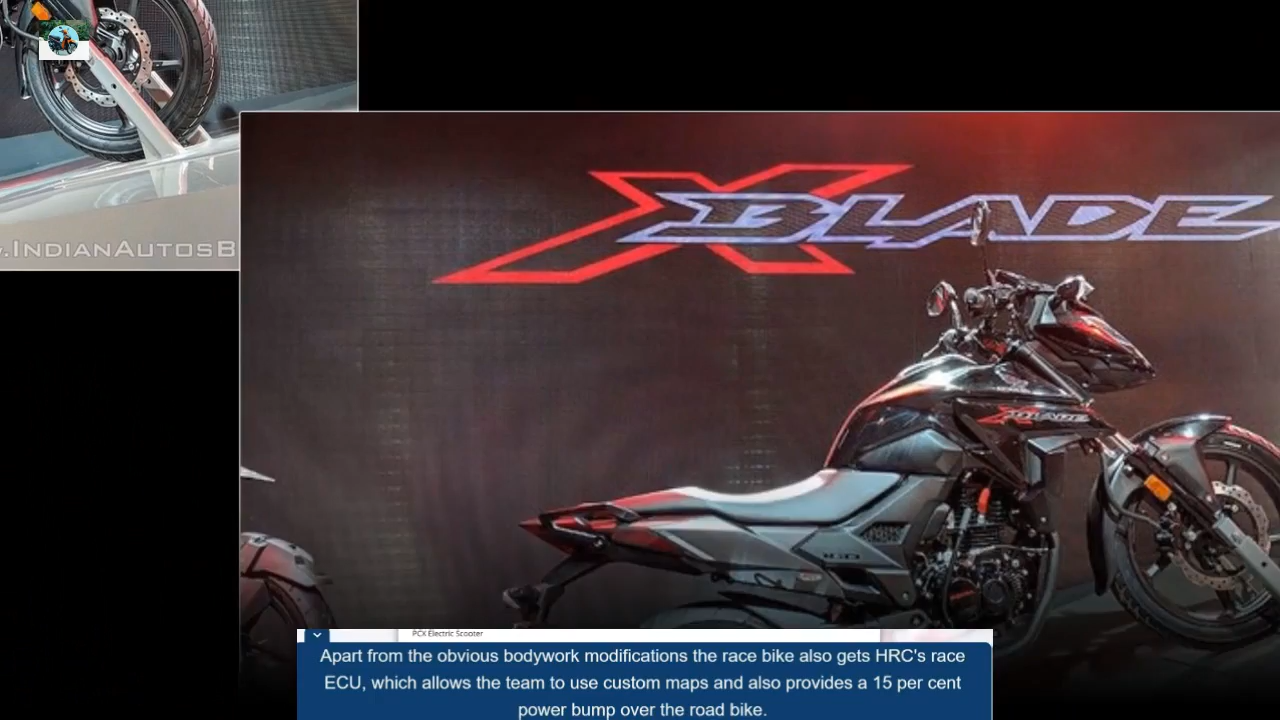 .INDIANAUTOSB
XBLADE
XBLADE
160
PCX Electric Scooter
Apart from the obvious bodywork modifications the race bike also gets HRC's race
ECU, which allows the team to use custom maps and also provides a 15 per cent
power bump over the road bike.